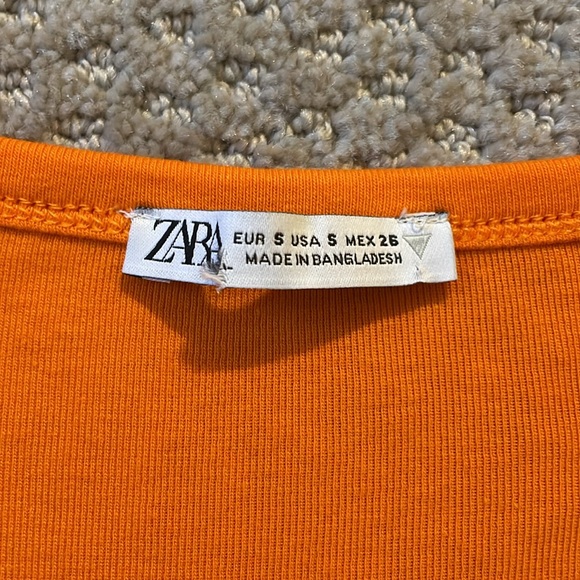 ZARA
EUR S USA S MEX 26
MADE IN BANGLADESH